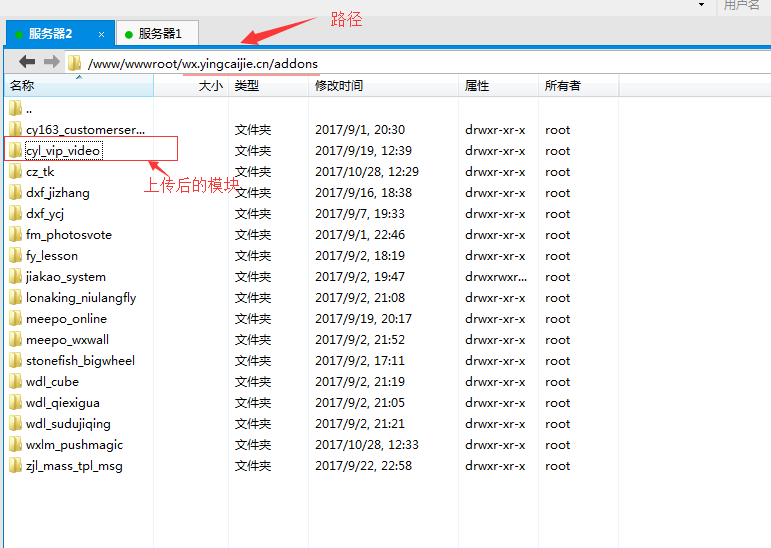 用户名
路径
服务器2 × 服务器1
/www/wwwroot/wx.yingcaijie.cn/addons
名称 大小 类型 修改时间 属性 所有者
..
cy163_customerser... 文件夹 2017/9/1, 20:30 drwxr-xr-x root
cyl_vip_video 文件夹 2017/9/19, 12:39 drwxr-xr-x root
cz_tk 文件夹 2017/10/28, 12:29 drwxr-xr-x root
上传后的模块
dxf_jizhang 文件夹 2017/9/16, 18:38 drwxr-xr-x root
dxf_ycj 文件夹 2017/9/7, 19:33 drwxr-xr-x root
fm_photosvote 文件夹 2017/9/1, 22:46 drwxr-xr-x root
fy_lesson 文件夹 2017/9/2, 18:19 drwxr-xr-x root
jiakao_system 文件夹 2017/9/2, 19:47 drwxrwxr... root
lonaking_niulangfly 文件夹 2017/9/2, 21:08 drwxr-xr-x root
meepo_online 文件夹 2017/9/19, 20:17 drwxr-xr-x root
meepo_wxwall 文件夹 2017/9/2, 21:52 drwxr-xr-x root
stonefish_bigwheel 文件夹 2017/9/2, 17:11 drwxr-xr-x root
wdl_cube 文件夹 2017/9/2, 21:19 drwxr-xr-x root
wdl_qiexigua 文件夹 2017/9/2, 21:05 drwxr-xr-x root
wdl_sudujiqing 文件夹 2017/9/2, 21:21 drwxr-xr-x root
wxlm_pushmagic 文件夹 2017/10/28, 12:33 drwxr-xr-x root
zjl_mass_tpl_msg 文件夹 2017/9/22, 22:58 drwxr-xr-x root